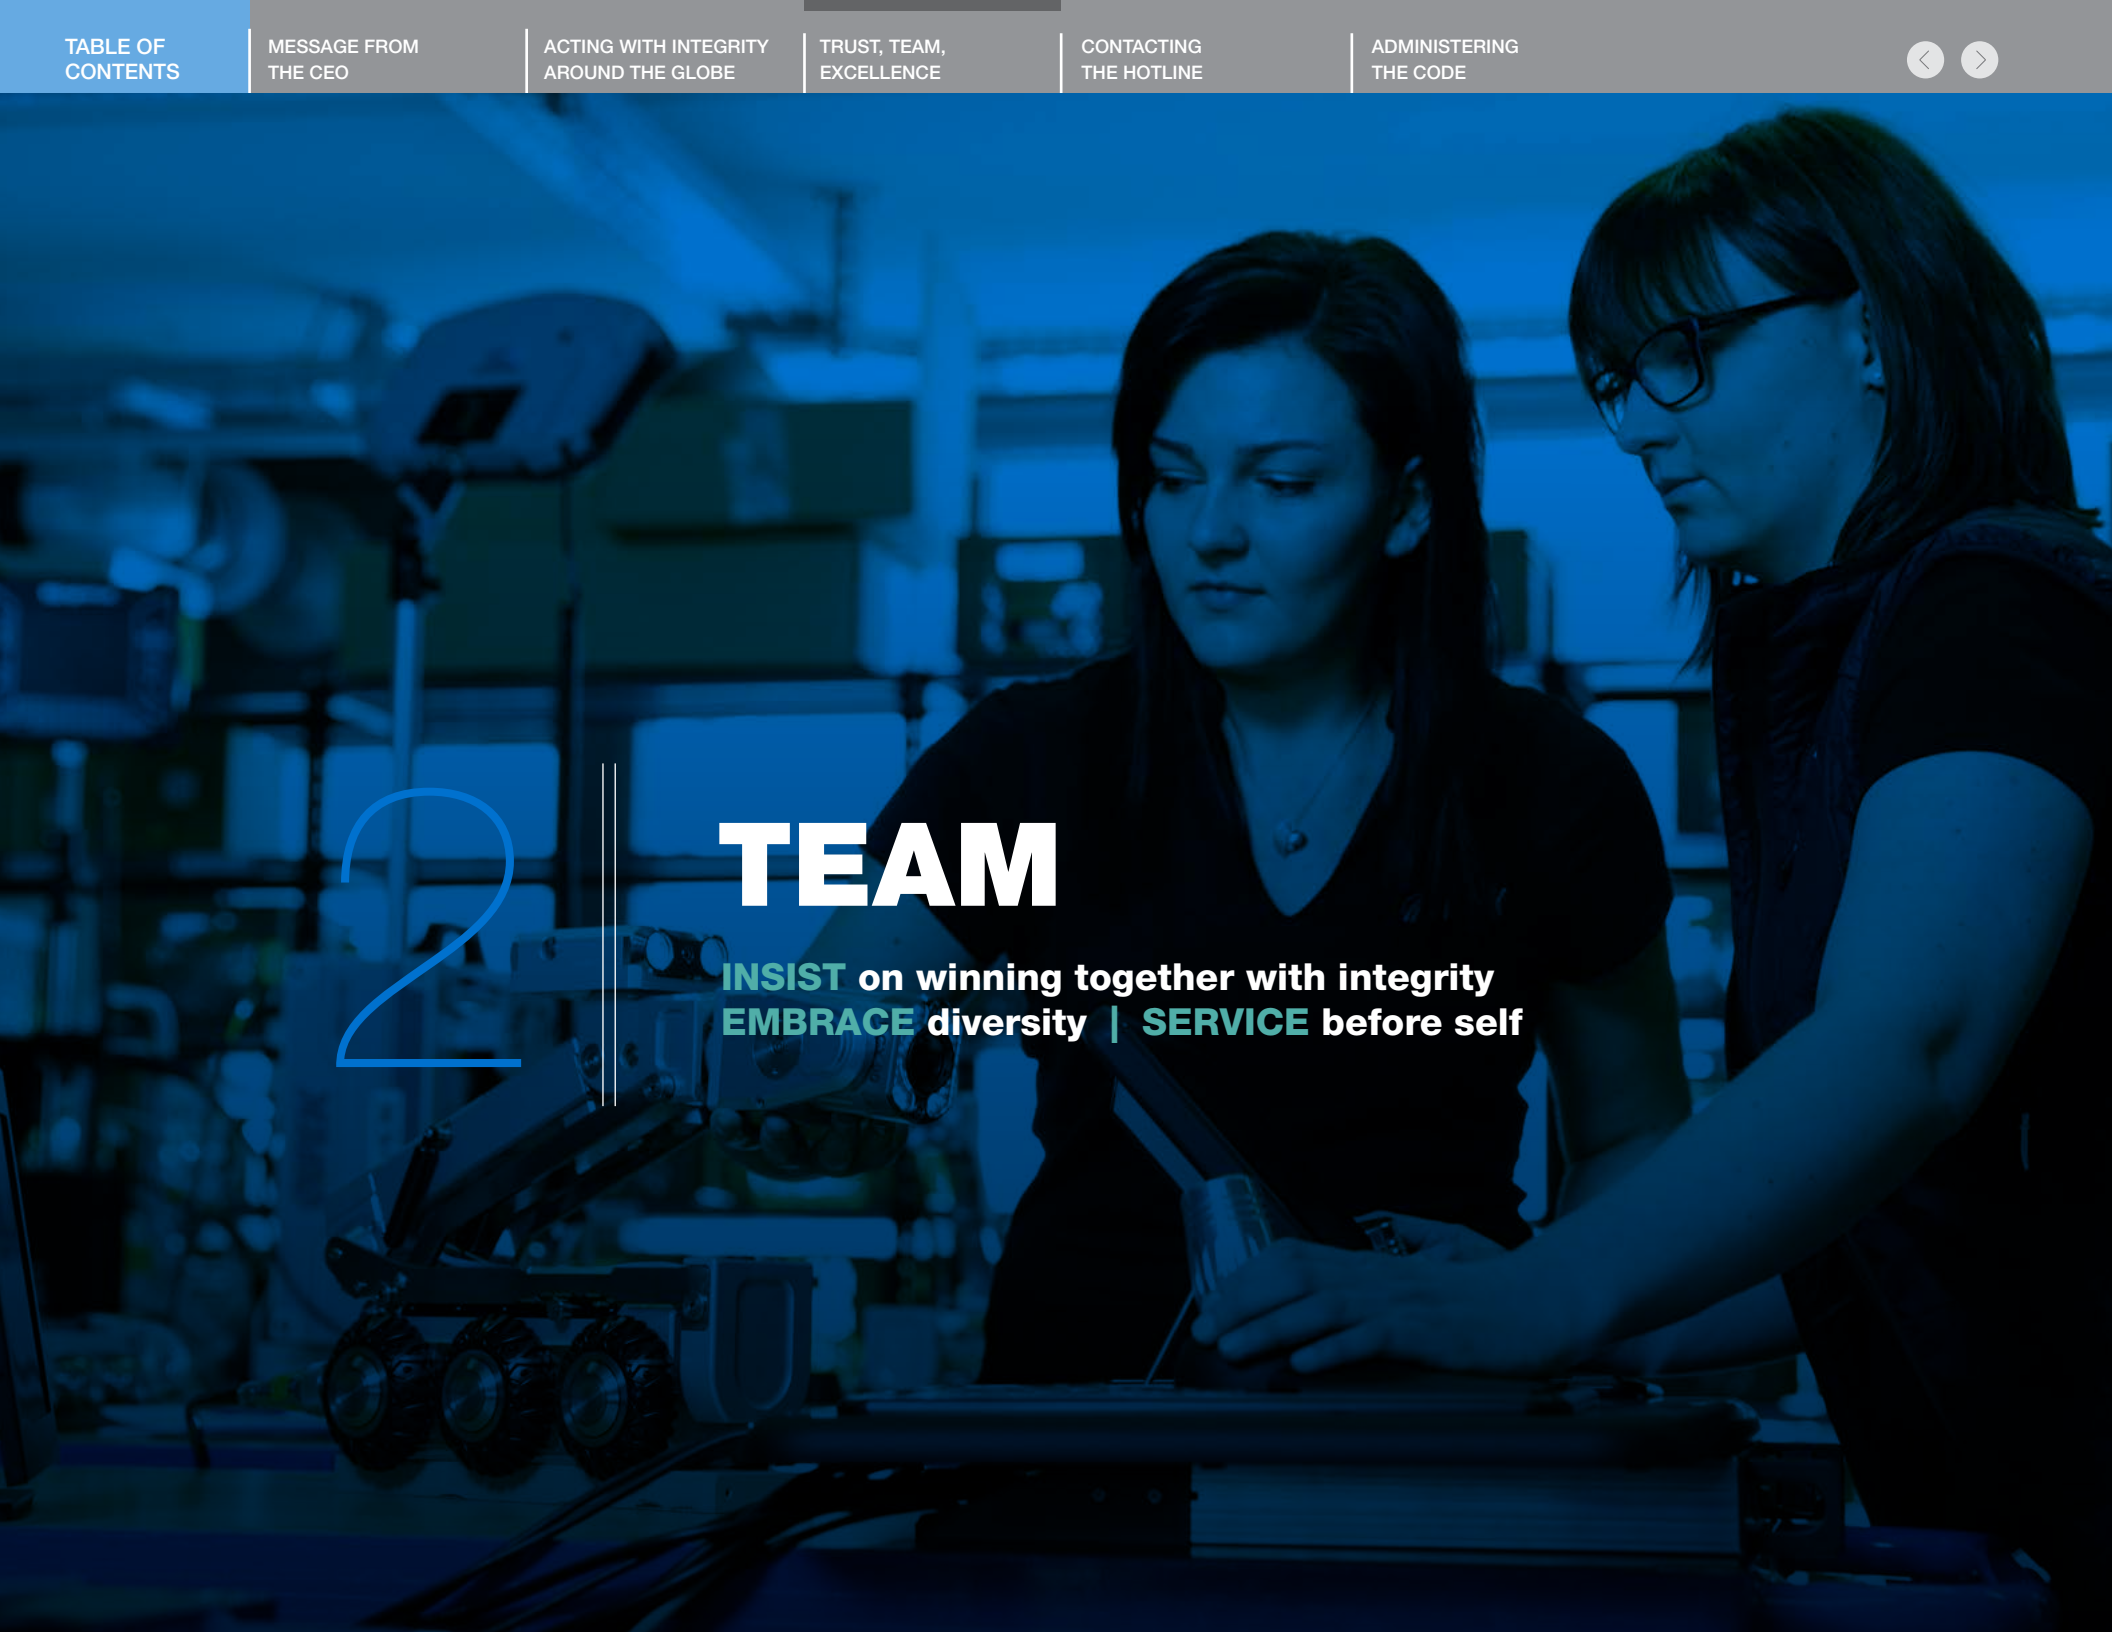 TABLE OF
CONTENTS
MESSAGE FROM
THE CEO
ACTING WITH INTEGRITY
AROUND THE GLOBE
TRUST, TEAM,
EXCELLENCE
CONTACTING
THE HOTLINE
ADMINISTERING
THE CODE
2
TEAM
INSIST on winning together with integrity
EMBRACE diversity | SERVICE before self